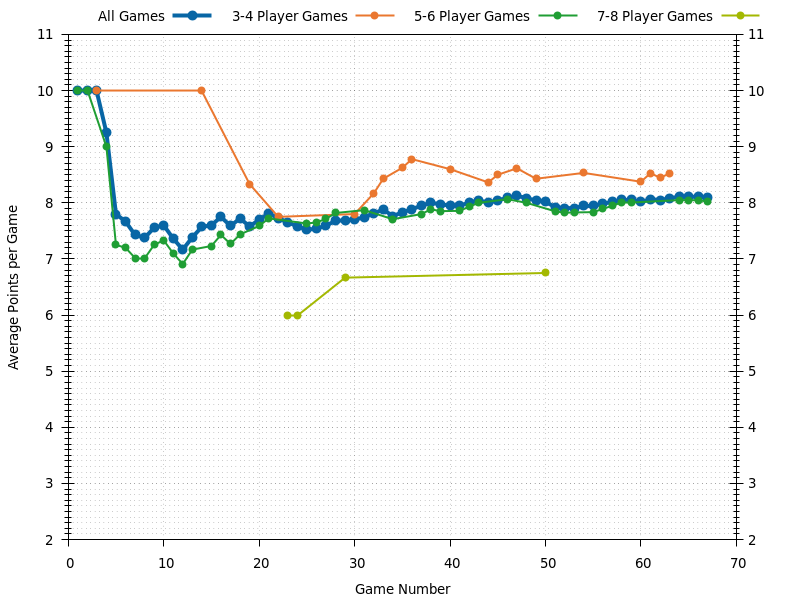 All Games 3-4 Player Games 5-6 Player Games 7-8 Player Games
11 11
10 10
9 9
8 8
7 7
6 6
5 5
4 4
3 3
2 2
0 10 20 30 40 50 60 70
Average Points per Game
Game Number